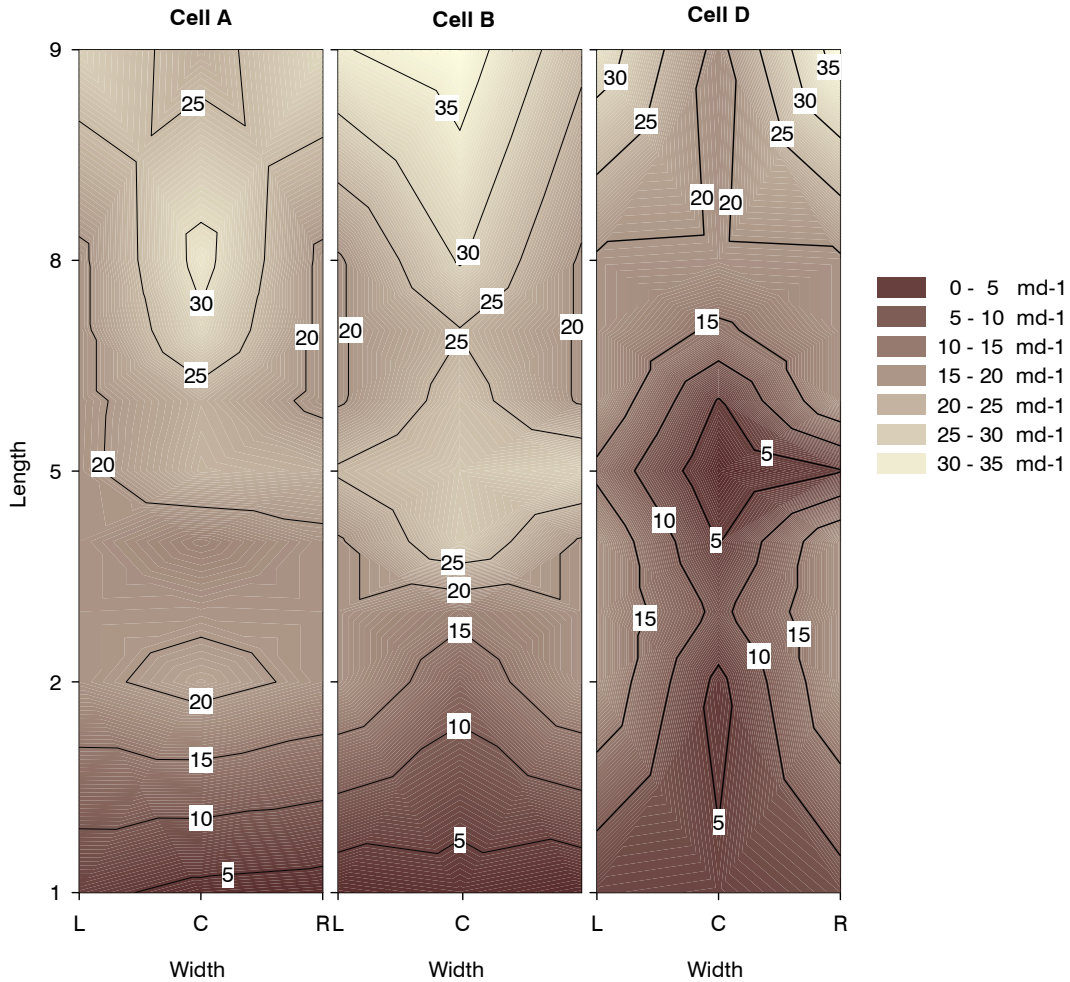 Cell A
Cell B
Cell D
9
8
5
2
1
Length
25
30
20
25
20
20
15
10
5
35
30
25
20
25
20
25
20
15
10
5
30
35
30
25
25
20
20
15
5
10
5
15
15
10
5
L
C
R
L
C
L
C
R
Width
Width
Width
0 - 5 md-1
5 - 10 md-1
10 - 15 md-1
15 - 20 md-1
20 - 25 md-1
25 - 30 md-1
30 - 35 md-1